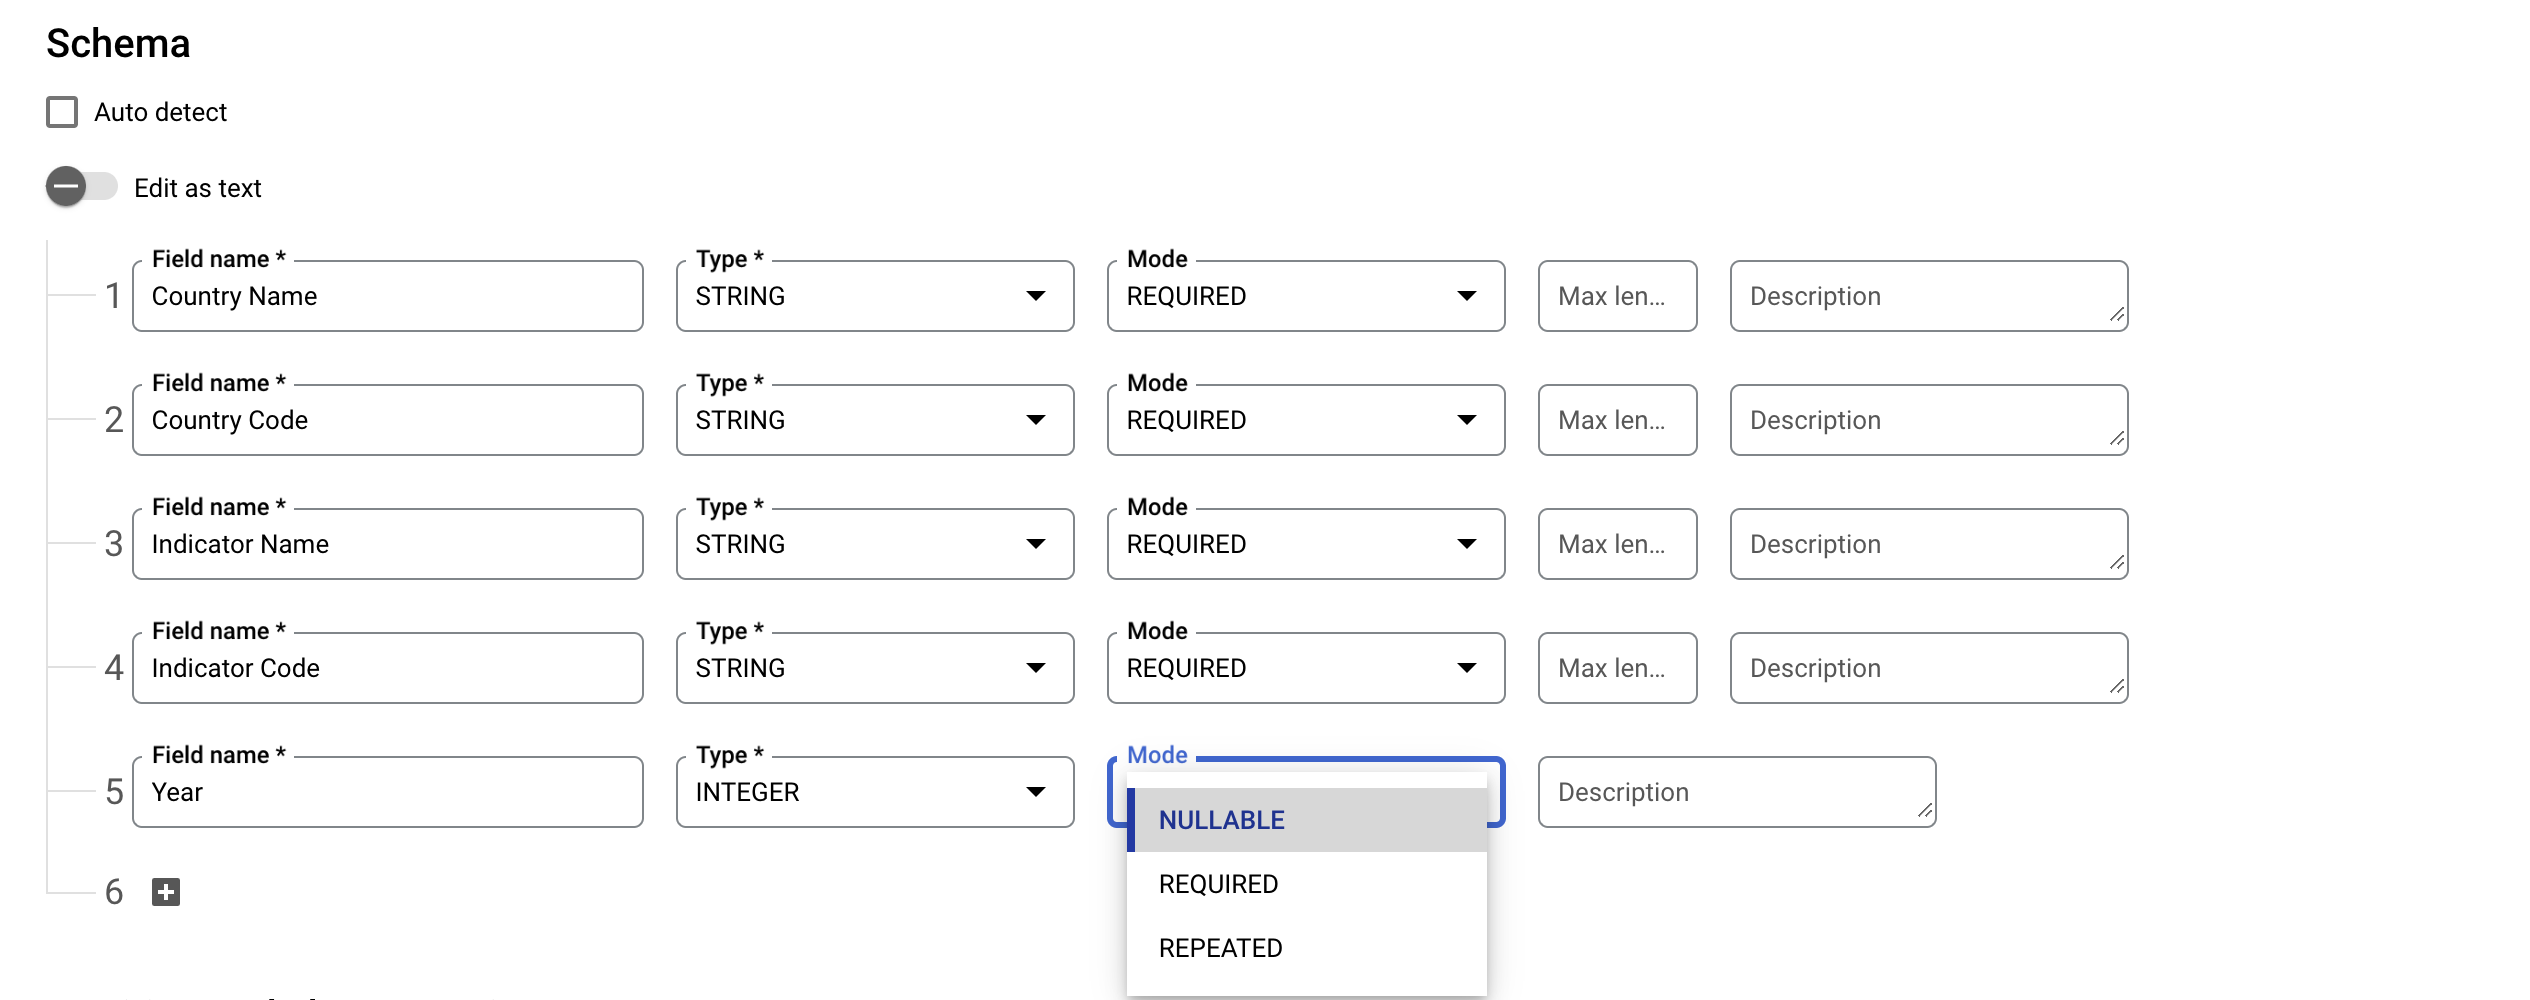 Schema
Auto detect
Edit as text
Field name * Type * Mode
1 Country Name STRING REQUIRED Max len... Description
Field name * Type * Mode
2 Country Code STRING REQUIRED Max len... Description
Field name * Type * Mode
3 Indicator Name STRING REQUIRED Max len... Description
Field name * Type * Mode
4 Indicator Code STRING REQUIRED Max len... Description
Field name * Type * Mode
5 Year INTEGER Description
NULLABLE
REQUIRED
REPEATED
6